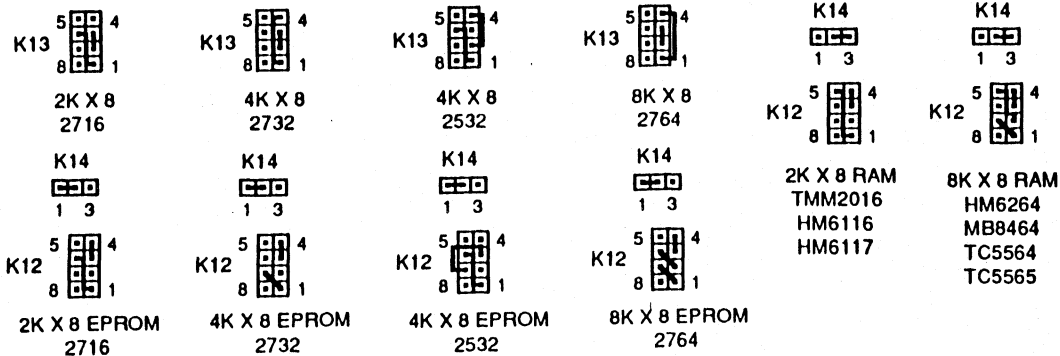 5 4
K13
8 1
2K X 8
2716
5 4
K13
8 1
4K X 8
2732
5 4
K13
8 1
4K X 8
2532
5 4
K13
8 1
8K X 8
2764
K14
1 3
K12
5 4
8 1
2K X 8 RAM
TMM2016
HM6116
HM6117
K14
1 3
K12
5 4
8 1
8K X 8 RAM
HM6264
MB8464
TC5564
TC5565
K14
1 3
K12
5 4
8 1
2K X 8 EPROM
2716
K14
1 3
K12
5 4
8 1
4K X 8 EPROM
2732
K14
1 3
K12
5 4
8 1
4K X 8 EPROM
2532
K14
1 3
K12
5 4
8 1
8K X 8 EPROM
2764